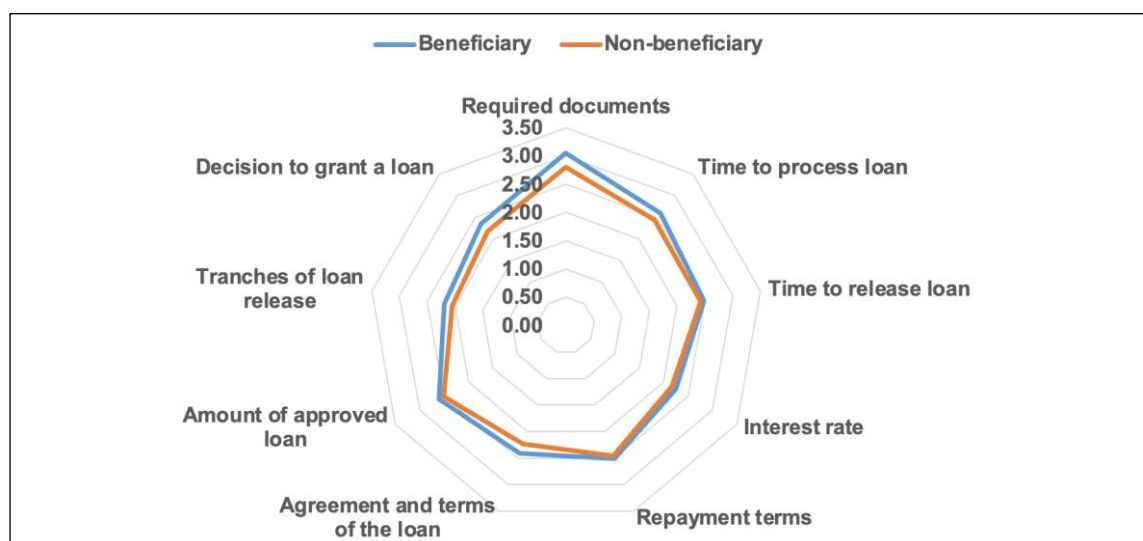 Beneficiary
Non-beneficiary
Required documents
3.50
3.00
2.50
2.00
1.50
1.00
0.50
0.00
Time to process loan
Time to release loan
Interest rate
Repayment terms
Agreement and terms
of the loan
Amount of approved
loan
Tranches of loan
release
Decision to grant a loan